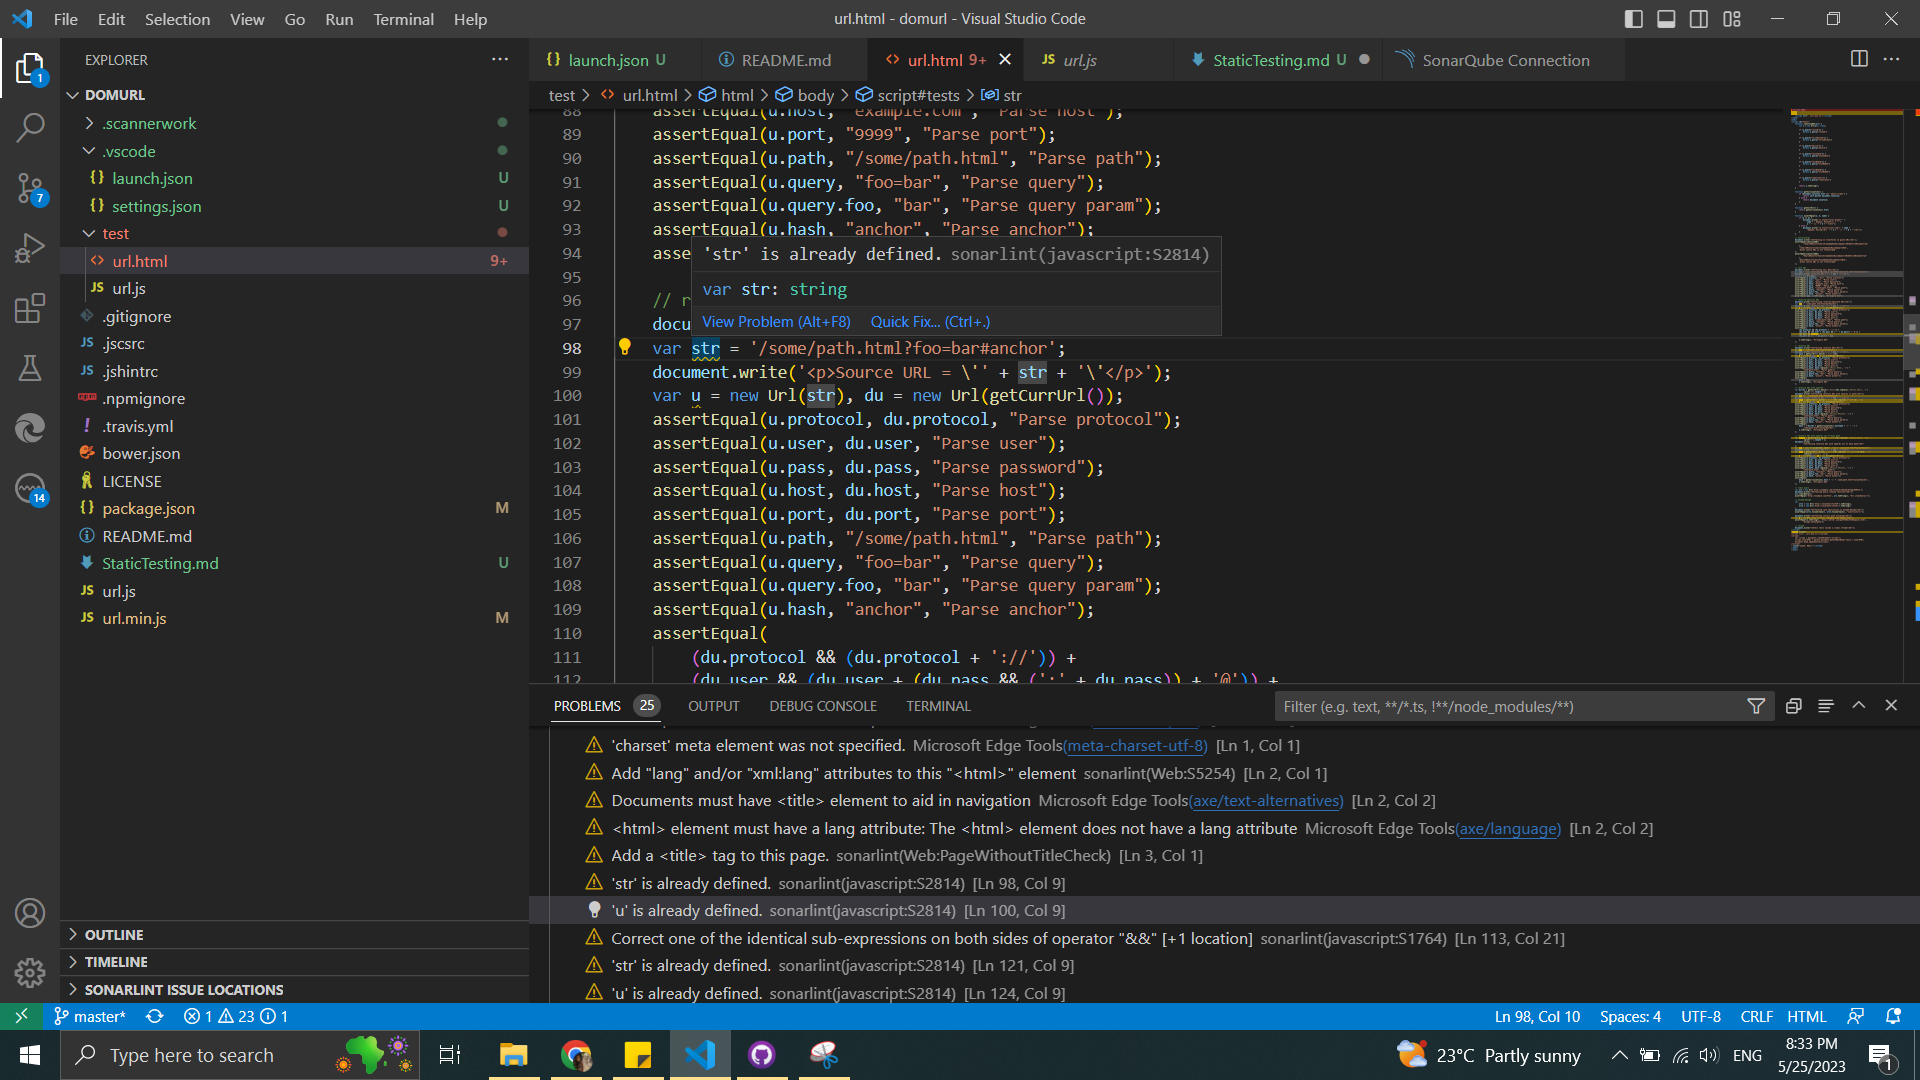 File Edit Selection View Go Run Terminal Help
url.html - domurl - Visual Studio Code
EXPLORER
DOMURL
.scannerwork
.vscode
launch.json U
settings.json U
test
url.html 9+
url.js
.gitignore
.jscsrc
.jshintrc
.npmignore
.travis.yml
bower.json
LICENSE
package.json M
README.md
StaticTesting.md U
url.js
url.min.js M
OUTLINE
TIMELINE
SONARLINT ISSUE LOCATIONS
1
7
14
launch.json U
README.md
url.html 9+
url.js
StaticTesting.md U
SonarQube Connection
test > url.html > html > body > script#tests > str
88 assertEqual(u.host, "example.com", "Parse host");
89 assertEqual(u.port, "9999", "Parse port");
90 assertEqual(u.path, "/some/path.html", "Parse path");
91 assertEqual(u.query, "foo=bar", "Parse query");
92 assertEqual(u.query.foo, "bar", "Parse query param");
93 assertEqual(u.hash, "anchor", "Parse anchor");
94 asse
95
96 // r
97 docu
'str' is already defined. sonarlint(javascript:S2814)
var str: string
View Problem (Alt+F8) Quick Fix... (Ctrl+.)
98 var str = '/some/path.html?foo=bar#anchor';
99 document.write('<p>Source URL = \'' + str + '\'</p>');
100 var u = new Url(str), du = new Url(getCurrUrl());
101 assertEqual(u.protocol, du.protocol, "Parse protocol");
102 assertEqual(u.user, du.user, "Parse user");
103 assertEqual(u.pass, du.pass, "Parse password");
104 assertEqual(u.host, du.host, "Parse host");
105 assertEqual(u.port, du.port, "Parse port");
106 assertEqual(u.path, "/some/path.html", "Parse path");
107 assertEqual(u.query, "foo=bar", "Parse query");
108 assertEqual(u.query.foo, "bar", "Parse query param");
109 assertEqual(u.hash, "anchor", "Parse anchor");
110 assertEqual(
111 (du.protocol && (du.protocol + '://')) +
112 (du.user && (du.user + (du.pass && (':' + du.pass)) + '@')) +
PROBLEMS 25 OUTPUT DEBUG CONSOLE TERMINAL
Filter (e.g. text, **/*.ts, !**/node_modules/**)
'charset' meta element was not specified. Microsoft Edge Tools(meta-charset-utf-8) [Ln 1, Col 1]
Add "lang" and/or "xml:lang" attributes to this "<html>" element sonarlint(Web:S5254) [Ln 2, Col 1]
Documents must have <title> element to aid in navigation Microsoft Edge Tools(axe/text-alternatives) [Ln 2, Col 2]
<html> element must have a lang attribute: The <html> element does not have a lang attribute Microsoft Edge Tools(axe/language) [Ln 2, Col 2]
Add a <title> tag to this page. sonarlint(Web:PageWithoutTitleCheck) [Ln 3, Col 1]
'str' is already defined. sonarlint(javascript:S2814) [Ln 98, Col 9]
'u' is already defined. sonarlint(javascript:S2814) [Ln 100, Col 9]
Correct one of the identical sub-expressions on both sides of operator "&&" [+1 location] sonarlint(javascript:S1764) [Ln 113, Col 21]
'str' is already defined. sonarlint(javascript:S2814) [Ln 121, Col 9]
'u' is already defined. sonarlint(javascript:S2814) [Ln 124, Col 9]
master* 1 23 1
Ln 98, Col 10 Spaces: 4 UTF-8 CRLF HTML
Type here to search
23°C Partly sunny
ENG
8:33 PM
5/25/2023
1